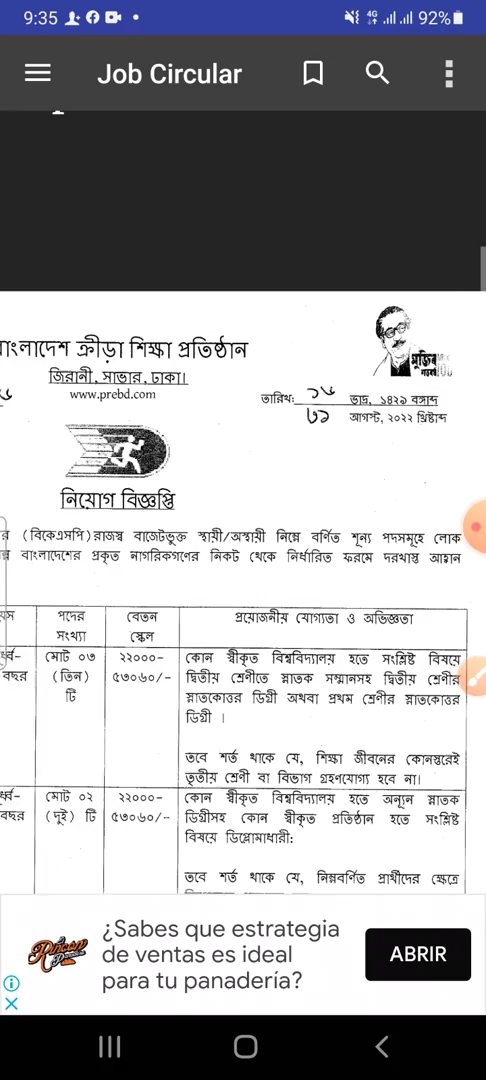 9:35
4G
92%
Job Circular
বাংলাদেশ ক্রীড়া শিক্ষা প্রতিষ্ঠান
জিরানী, সাভার, ঢাকা।
www.prebd.com
মুজিব
100
তারিখ: ১৬ ভাদ্র, ১৪২৯ বঙ্গাব্দ
৩১ আগস্ট, ২০২২ খ্রিষ্টাব্দ
নিয়োগ বিজ্ঞপ্তি
র (বিকেএসপি) রাজস্ব বাজেটভুক্ত স্থায়ী/অস্থায়ী নিম্নে বর্ণিত শূন্য পদসমূহে লোক
বাংলাদেশের প্রকৃত নাগরিকগণের নিকট থেকে নির্ধারিত ফরমে দরখাস্ত আহ্বান
পদের সংখ্যা
বেতন স্কেল
প্রয়োজনীয় যোগ্যতা ও অভিজ্ঞতা
র্ধ্ব-
বছর
মোট ০৩
(তিন)
টি
২২০০০-
৫৩০৬০/-
কোন স্বীকৃত বিশ্ববিদ্যালয় হতে সংশ্লিষ্ট বিষয়ে
দ্বিতীয় শ্রেণীতে স্নাতক সম্মানসহ দ্বিতীয় শ্রেণীর
স্নাতকোত্তর ডিগ্রী অথবা প্রথম শ্রেণীর স্নাতকোত্তর
ডিগ্রী ।
তবে শর্ত থাকে যে, শিক্ষা জীবনের কোনস্তরেই
তৃতীয় শ্রেণী বা বিভাগ গ্রহণযোগ্য হবে না।
র্ধ্ব-
বছর
মোট ০২
(দুই) টি
২২০০০-
৫৩০৬০/-
কোন স্বীকৃত বিশ্ববিদ্যালয় হতে অন্যূন স্নাতক
ডিগ্রীসহ কোন স্বীকৃত প্রতিষ্ঠান হতে সংশ্লিষ্ট
বিষয়ে ডিপ্লোমাধারী:
তবে শর্ত থাকে যে, নিম্নবর্ণিত প্রার্থীদের ক্ষেত্রে
¿Sabes que estrategia
de ventas es ideal
para tu panadería?
ABRIR